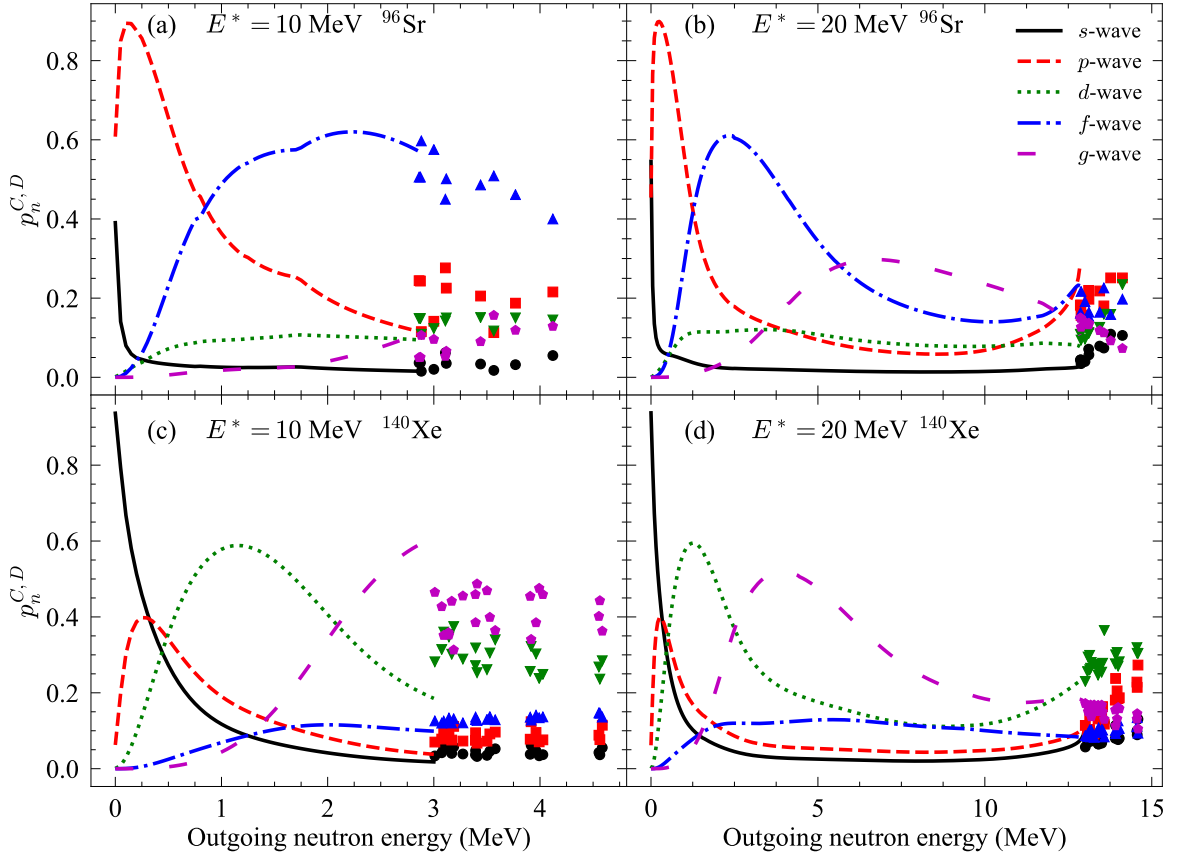 (a) E* = 10 MeV ⁹⁶Sr
(b) E* = 20 MeV ⁹⁶Sr
s-wave
p-wave
d-wave
f-wave
g-wave
0.8
0.6
0.4
0.2
0.0
p_n^{C, D}
(c) E* = 10 MeV ¹⁴⁰Xe
(d) E* = 20 MeV ¹⁴⁰Xe
0.8
0.6
0.4
0.2
0.0
p_n^{C, D}
0 1 2 3 4
0 5 10 15
Outgoing neutron energy (MeV)
Outgoing neutron energy (MeV)